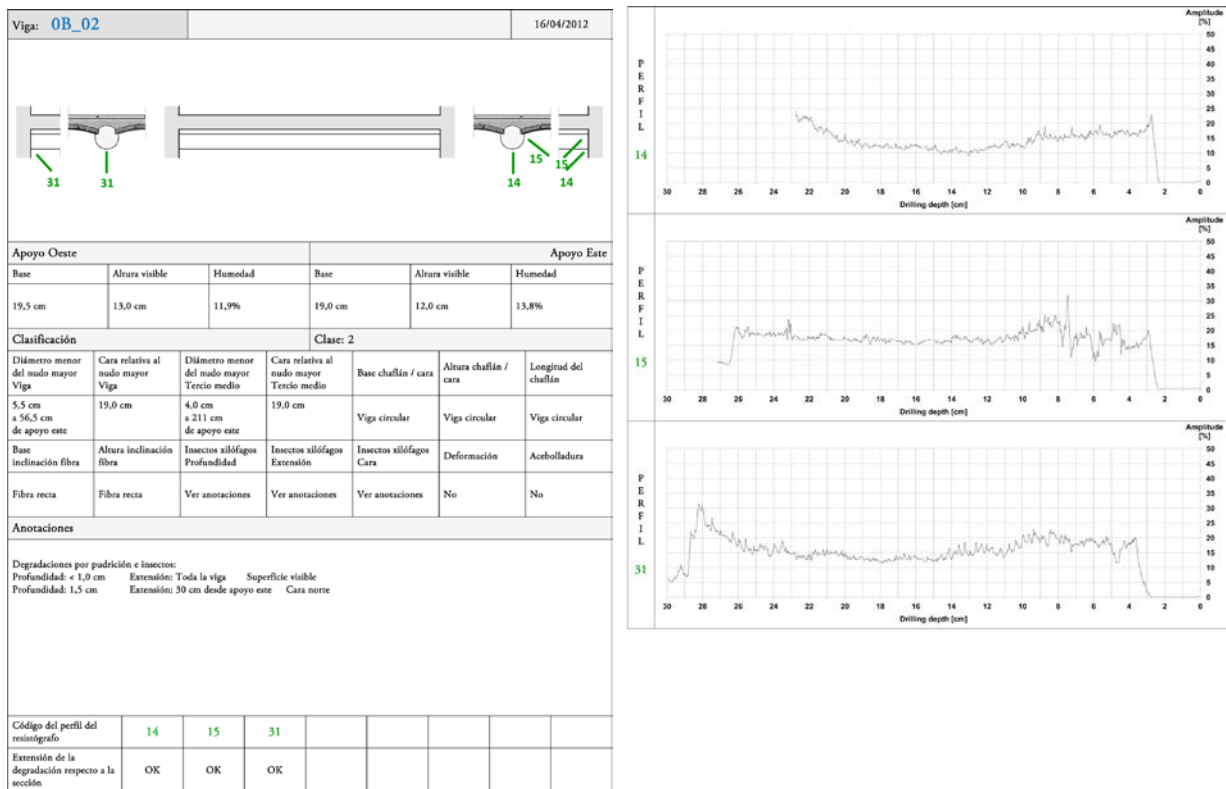 Viga: 0B_02
16/04/2012
31
31
14
15
15
14
Apoyo Oeste
Apoyo Este
Base
Altura visible
Humedad
Base
Altura visible
Humedad
19,5 cm
13,0 cm
11,9%
19,0 cm
12,0 cm
13,8%
Clasificación
Clase: 2
Diámetro menor
del nudo mayor
Viga
Cara relativa al
nudo mayor
Viga
Diámetro menor
del nudo mayor
Tercio medio
Cara relativa al
nudo mayor
Tercio medio
Base chaflán / cara
Altura chaflán /
cara
Longitud del
chaflán
5,5 cm
a 56,5 cm
de apoyo este
19,0 cm
4,0 cm
a 211 cm
de apoyo este
19,0 cm
Viga circular
Viga circular
Viga circular
Base
inclinación fibra
Altura inclinación
fibra
Insectos xilófagos
Profundidad
Insectos xilófagos
Extensión
Insectos xilófagos
Cara
Deformación
Acebolladura
Fibra recta
Fibra recta
Ver anotaciones
Ver anotaciones
Ver anotaciones
No
No
Anotaciones
Degradaciones por pudrición e insectos:
Profundidad: < 1,0 cm Extensión: Toda la viga Superficie visible
Profundidad: 1,5 cm Extensión: 30 cm desde apoyo este Cara norte
Código del perfil del
resistógrafo
14
15
31
Extensión de la
degradación respecto a la
sección
OK
OK
OK
PERFIL
14
Amplitude
[%]
50
45
40
35
30
25
20
15
10
5
0
30 28 26 24 22 20 18 16 14 12 10 8 6 4 2 0
Drilling depth [cm]
PERFIL
15
Amplitude
[%]
50
45
40
35
30
25
20
15
10
5
0
30 28 26 24 22 20 18 16 14 12 10 8 6 4 2 0
Drilling depth [cm]
PERFIL
31
Amplitude
[%]
50
45
40
35
30
25
20
15
10
5
0
30 28 26 24 22 20 18 16 14 12 10 8 6 4 2 0
Drilling depth [cm]